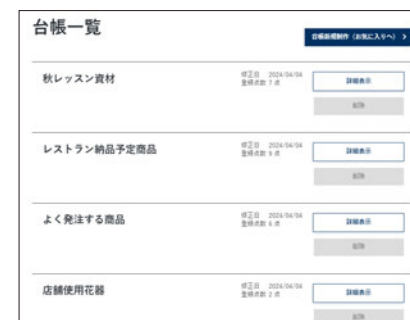 台帳一覧
台帳新規制作（お気に入りへ）
秋レッスン資材
修正日 2024/04/04
登録点数 7 点
詳細表示
削除
レストラン納品予定商品
修正日 2024/04/04
登録点数 9 点
詳細表示
削除
よく発注する商品
修正日 2024/04/04
登録点数 6 点
詳細表示
削除
店舗使用花器
修正日 2024/04/04
登録点数 2 点
詳細表示
削除